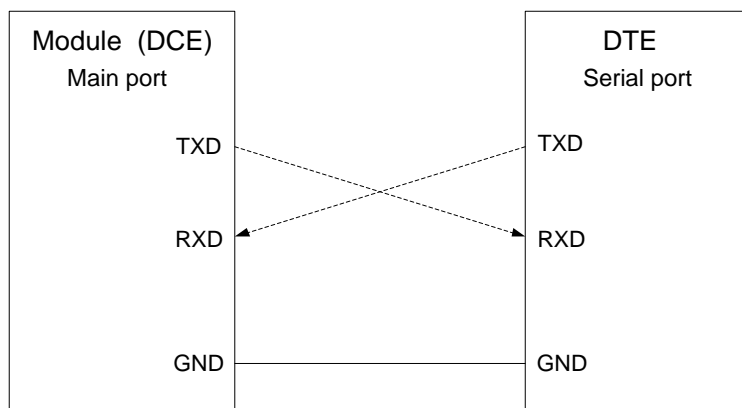 Module (DCE)
Main port
TXD
RXD
GND
DTE
Serial port
TXD
RXD
GND